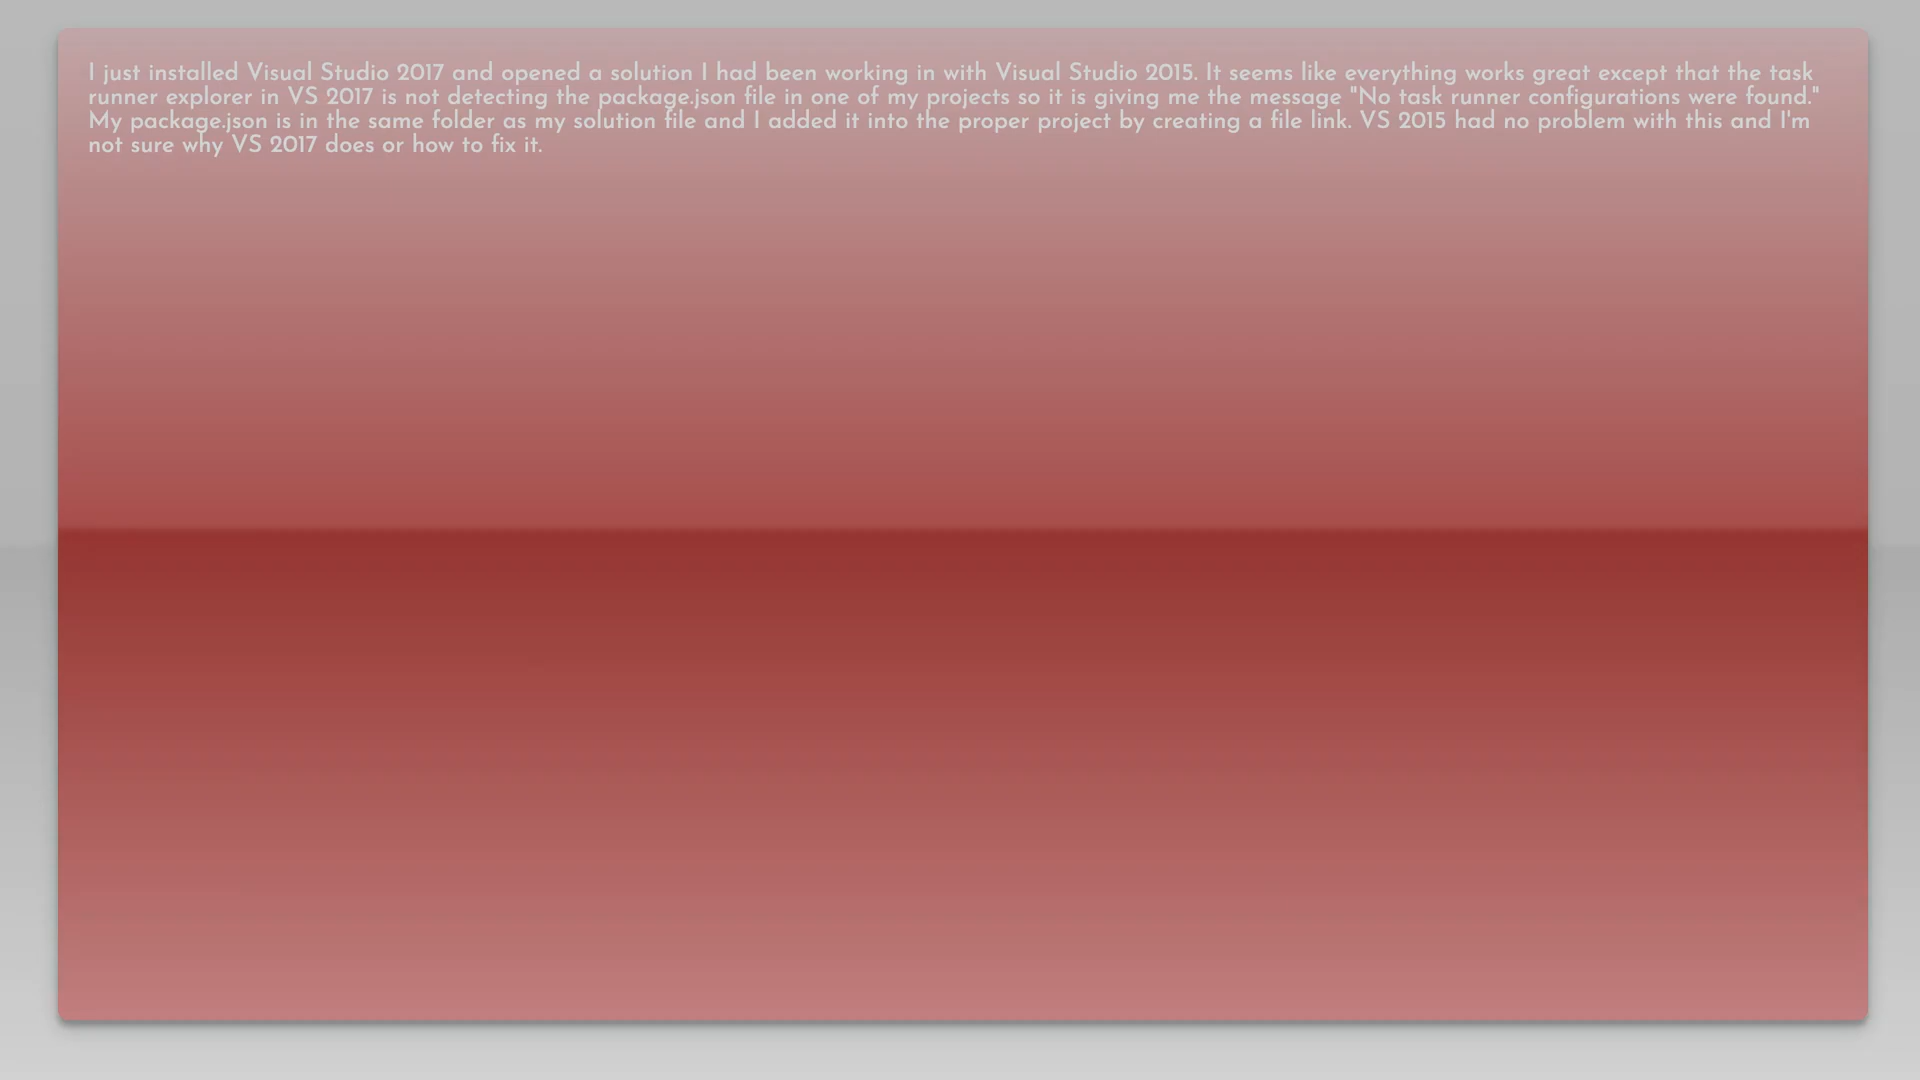 I just installed Visual Studio 2017 and opened a solution I had been working in with Visual Studio 2015. It seems like everything works great except that the task
runner explorer in VS 2017 is not detecting the package.json file in one of my projects so it is giving me the message "No task runner configurations were found."
My package.json is in the same folder as my solution file and I added it into the proper project by creating a file link. VS 2015 had no problem with this and I'm
not sure why VS 2017 does or how to fix it.